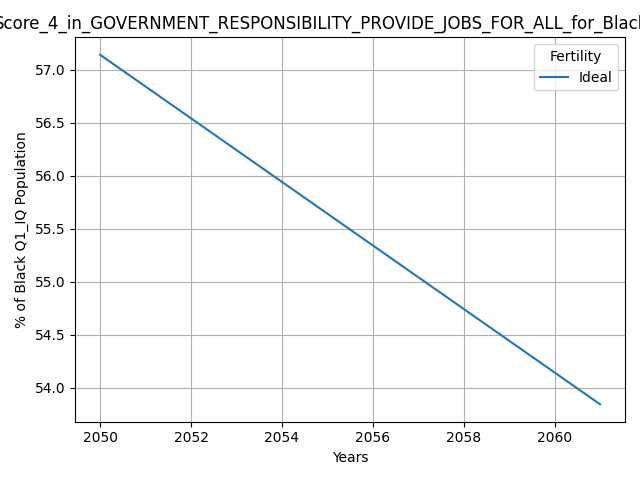 Score_4_in_GOVERNMENT_RESPONSIBILITY_PROVIDE_JOBS_FOR_ALL_for_Black
Fertility
Ideal
% of Black Q1_IQ Population
57.0
56.5
56.0
55.5
55.0
54.5
54.0
2050 2052 2054 2056 2058 2060
Years